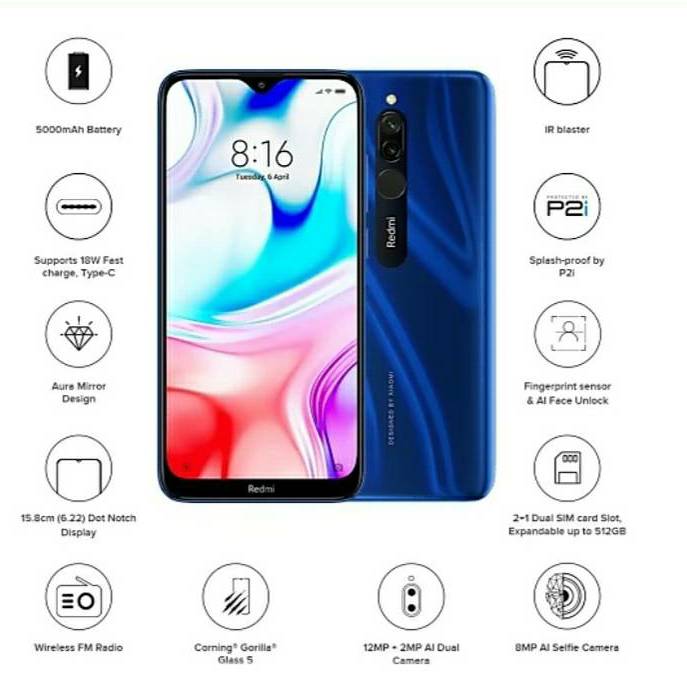 5000mAh Battery
IR blaster
8:16
Tuesday, 6 April
PROTECTED BY
P2i
Supports 18W Fast
charge, Type-C
Redmi
Splash-proof by
P2i
Aura Mirror
Design
DESIGNED BY XIAOMI
Fingerprint sensor
& AI Face Unlock
Redmi
15.8cm (6.22) Dot Notch
Display
2+1 Dual SIM card Slot,
Expandable up to 512GB
Wireless FM Radio
Corning® Gorilla®
Glass 5
12MP + 2MP AI Dual
Camera
8MP AI Selfie Camera